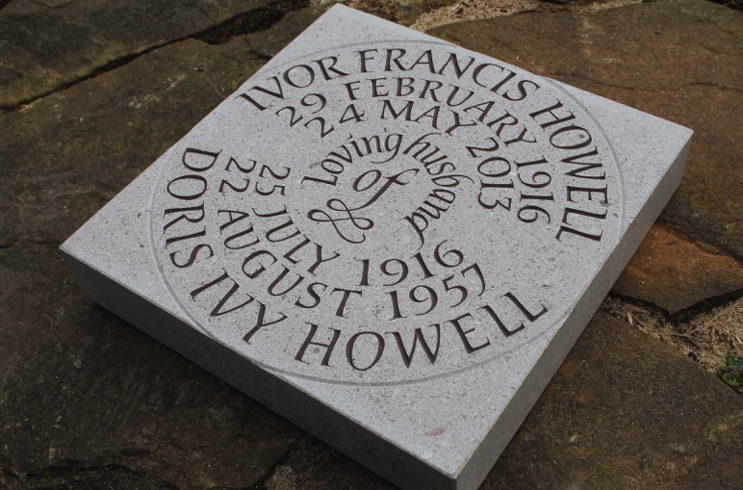 IVOR FRANCIS HOWELL
29 FEBRUARY 1916
24 MAY 2013
Loving husband
of
25 JULY 1916
22 AUGUST 1957
DORIS IVY HOWELL